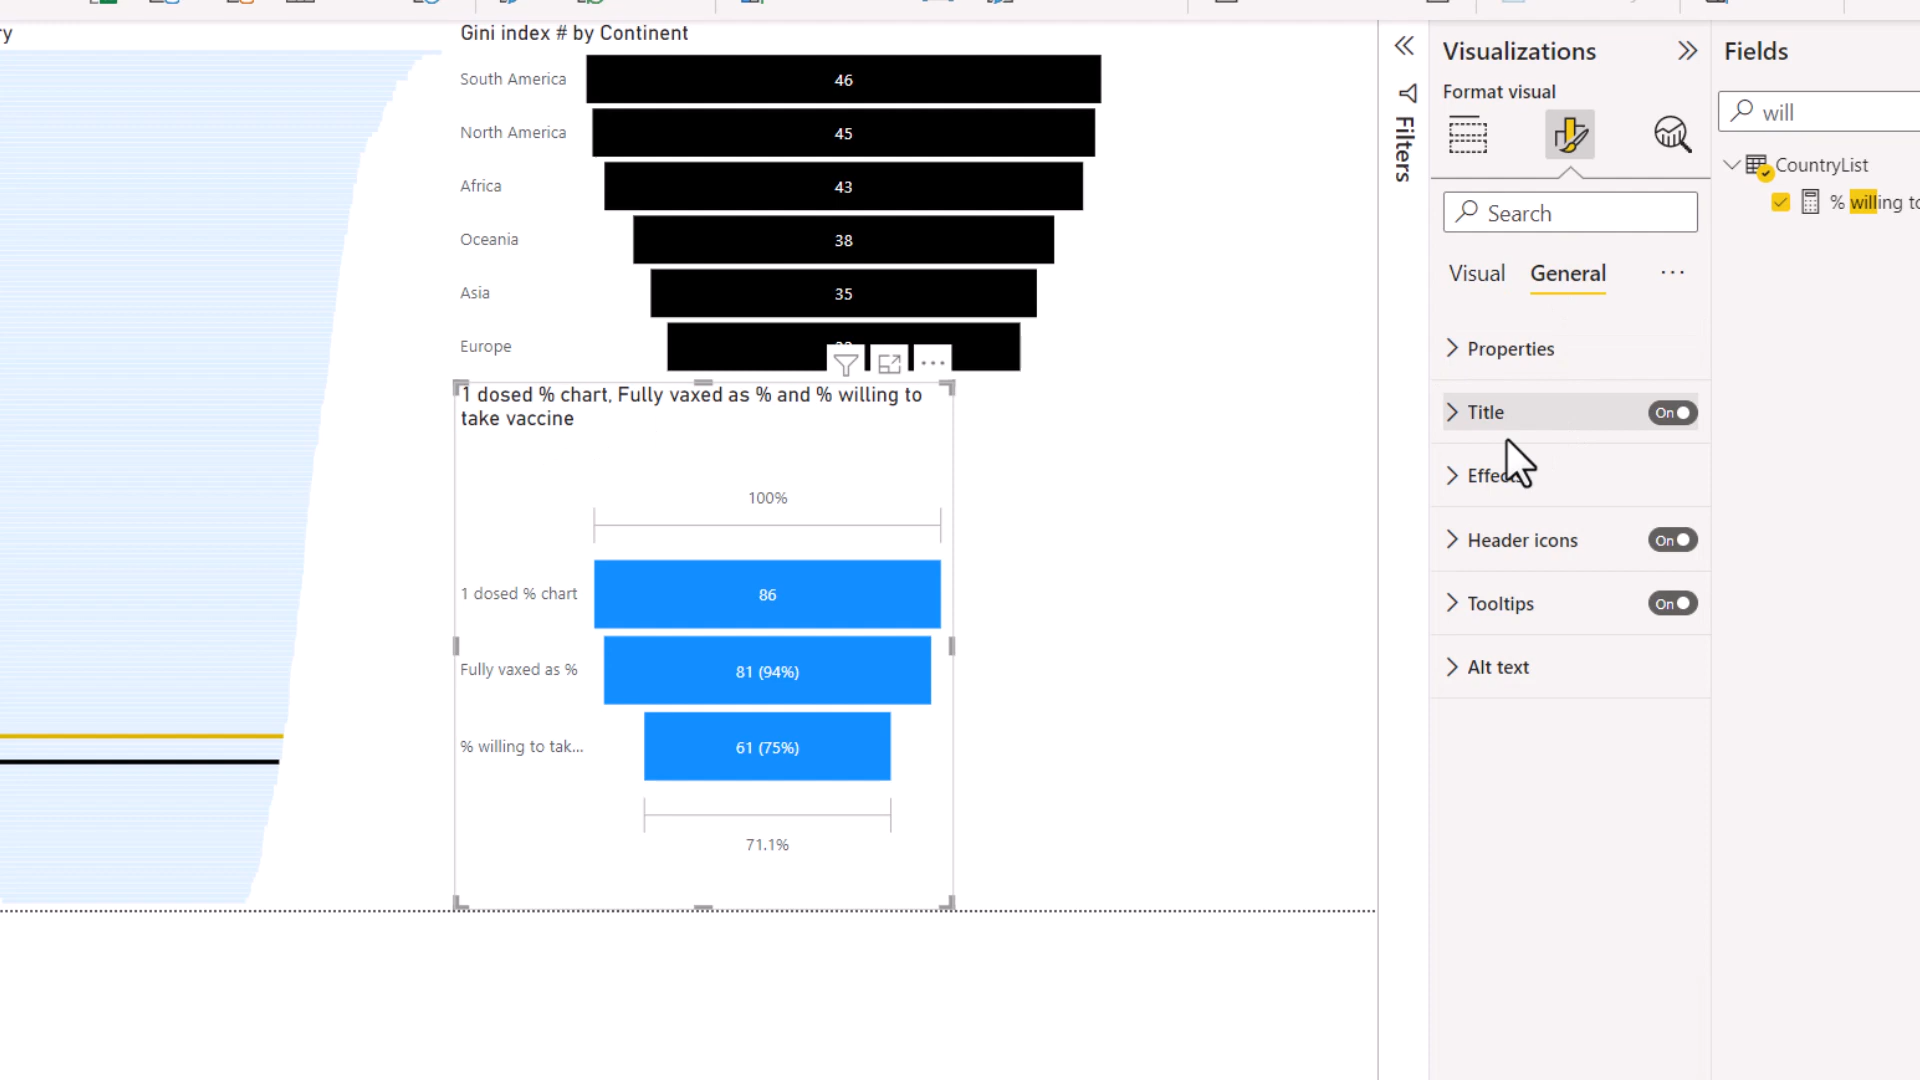 ry
Gini index # by Continent
South America
46
North America
45
Africa
43
Oceania
38
Asia
35
Europe
1 dosed % chart, Fully vaxed as % and % willing to
take vaccine
100%
1 dosed % chart
86
Fully vaxed as %
81 (94%)
% willing to tak...
61 (75%)
71.1%
Filters
Visualizations
Format visual
Search
Visual
General
Properties
Title
On
Effects
Header icons
On
Tooltips
On
Alt text
Fields
will
CountryList
% willing to